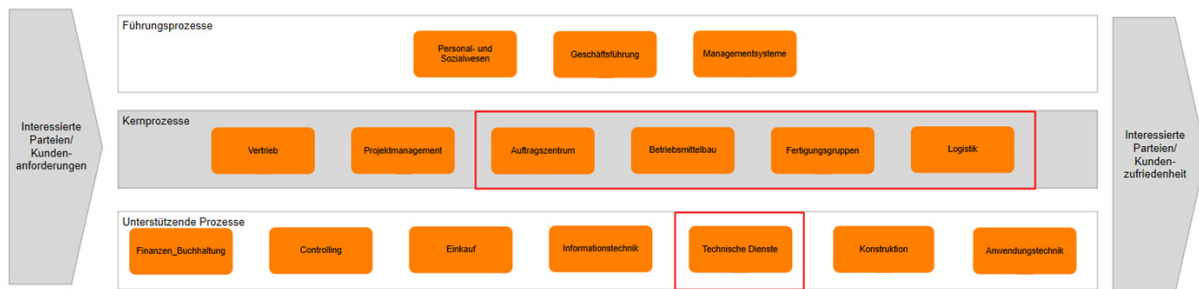 Führungsprozesse
Personal- und
Sozialwesen
Geschäftsführung
Managementsysteme
Interessierte
Parteien/
Kunden-
anforderungen
Kernprozesse
Vertrieb
Projektmanagement
Auftragszentrum
Betriebsmittelbau
Fertigungsgruppen
Logistik
Interessierte
Parteien/
Kunden-
zufriedenheit
Unterstützende Prozesse
Finanzen_Buchhaltung
Controlling
Einkauf
Informationstechnik
Technische Dienste
Konstruktion
Anwendungstechnik